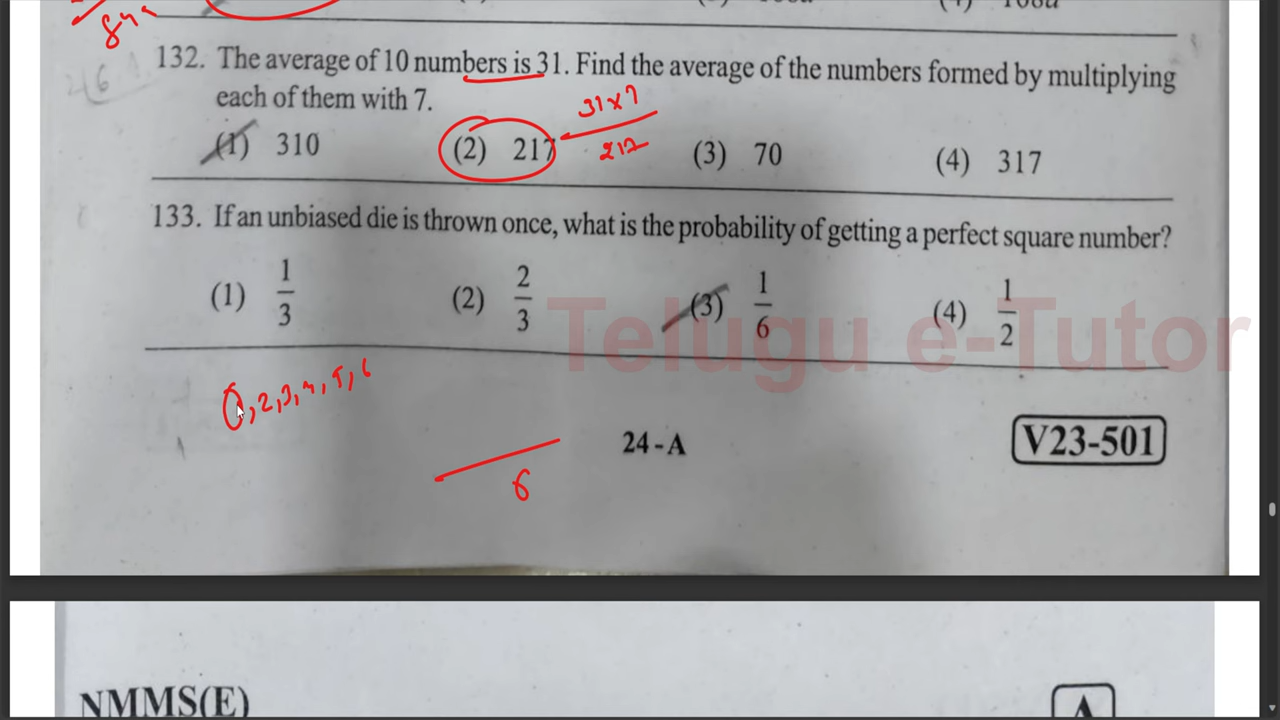 132. The average of 10 numbers is 31. Find the average of the numbers formed by multiplying
each of them with 7.
31 x 7
217
(1) 310 (2) 217 (3) 70 (4) 317
133. If an unbiased die is thrown once, what is the probability of getting a perfect square number?
(1) 1/3 (2) 2/3 (3) 1/6 (4) 1/2
Telugu e-Tutor
1, 2, 3, 4, 5, 6
6
24 - A
V23-501
NMMS(E)
A